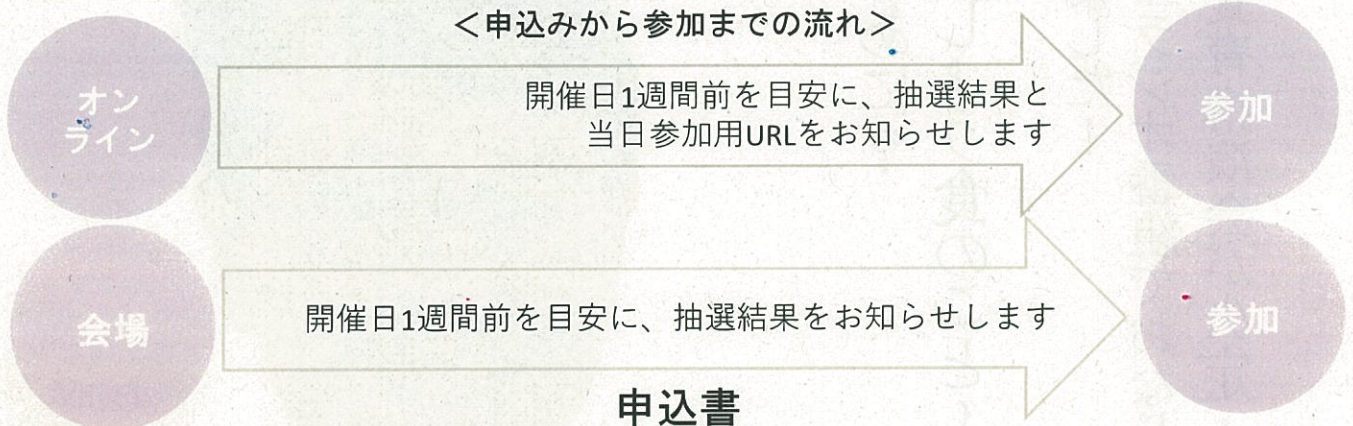 ＜申込みから参加までの流れ＞
オン
ライン
開催日1週間前を目安に、抽選結果と
当日参加用URLをお知らせします
参加
会場
開催日1週間前を目安に、抽選結果をお知らせします
参加
申込書